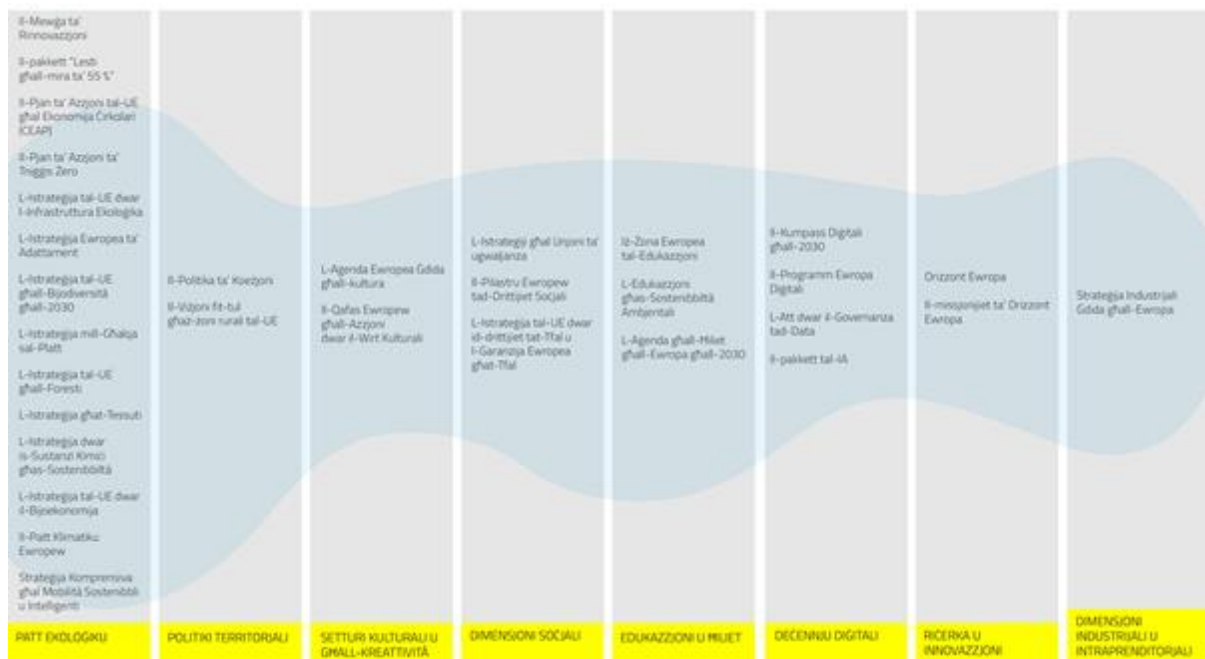 Il-Mewġa ta'
Rinnovazzjoni
Il-pakkett "Lesti
għall-mira ta' 55 %"
Il-Pjan ta' Azzjoni tal-UE
għal Ekonomija Ċirkolari
(CEAP)
Il-Pjan ta' Azzjoni ta'
Tniġġis Żero
L-Istrateġija tal-UE dwar
l-Infrastruttura Ekoloġika
L-Istrateġija Ewropea ta'
Adattament
L-Istrateġija tal-UE
għall-Bijodiversità
għall-2030
L-Istrateġija mill-Għalqa
sal-Platt
L-Istrateġija tal-UE
għall-Foresti
L-Istrateġija għat-Tessuti
L-Istrateġija dwar
is-Sustanzi Kimiċi
għas-Sostenibbiltà
L-Istrateġija tal-UE dwar
il-Bijoekonomija
Il-Patt Klimatiku
Ewropew
Strateġija Komprensiva
għal Mobilità Sostenibbli
u Intelliġenti
PATT EKOLOĠIKU
Il-Politika ta' Koeżjoni
Il-Viżjoni fit-tul
għaż-żoni rurali tal-UE
POLITIKI TERRITORJALI
L-Aġenda Ewropea Ġdida
għall-kultura
Il-Qafas Ewropew
għall-Azzjoni
dwar il-Wirt Kulturali
SETTURI KULTURALI U
GĦALL-KREATTIVITÀ
L-Istrateġiji għal Unjoni ta'
ugwaljanza
Il-Pilastru Ewropew
tad-Drittijiet Soċjali
L-Istrateġija tal-UE dwar
id-drittijiet tat-Tfal u
l-Garanzija Ewropea
għat-Tfal
DIMENSJONI SOĊJALI
Iż-Żona Ewropea
tal-Edukazzjoni
L-Edukazzjoni
għas-Sostenibbiltà
Ambjentali
L-Aġenda għall-Ħiliet
għall-Ewropa għall-2030
EDUKAZZJONI U ĦILIET
Il-Kumpass Diġitali
għall-2030
Il-Programm Ewropa
Diġitali
L-Att dwar il-Governanza
tad-Data
Il-pakkett tal-IA
DEĊENNJU DIĠITALI
Orizzont Ewropa
Il-missjonijiet ta' Orizzont
Ewropa
RIĊERKA U
INNOVAZZJONI
Strateġija Industrijali
Ġdida għall-Ewropa
DIMENSJONI
INDUSTRIJALI U
INTRAPRENDITORJALI